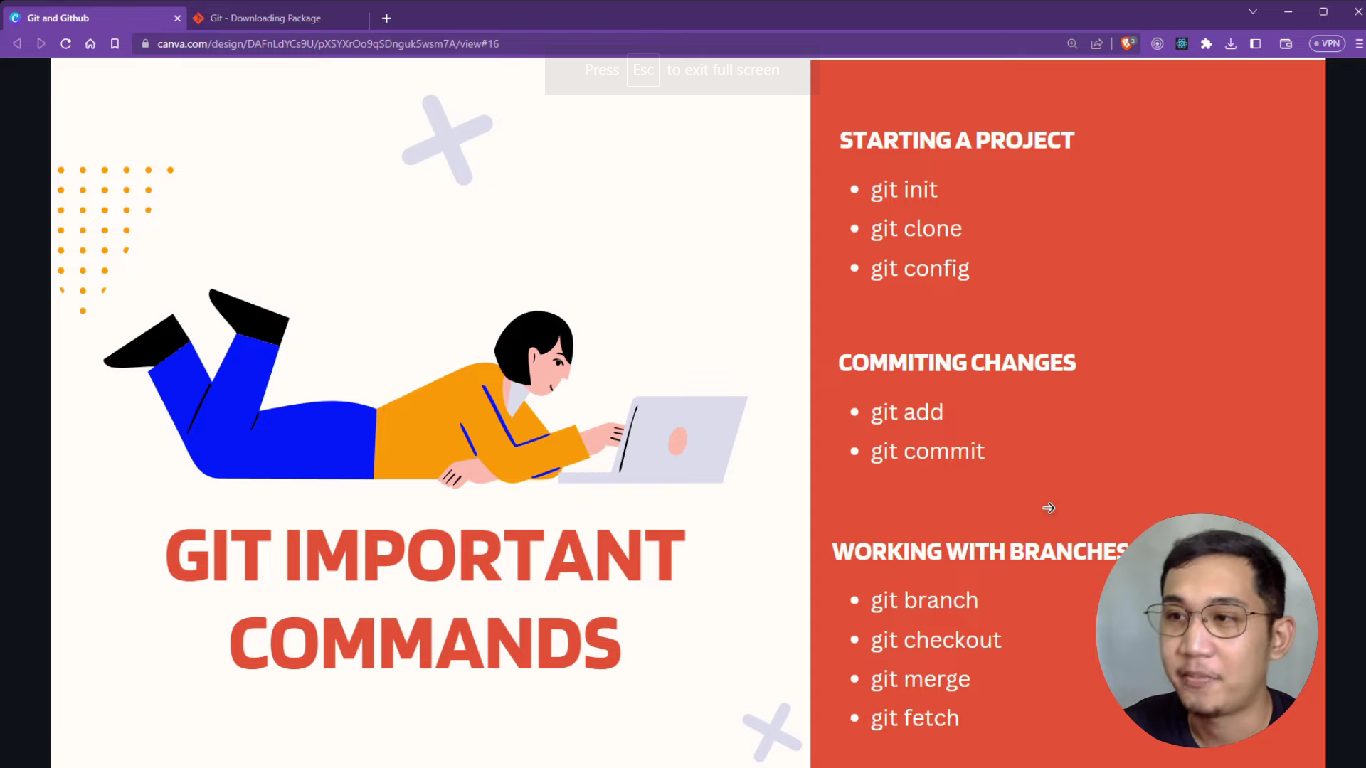 Git and Github
Git - Downloading Package
canva.com/design/DAFnLdYCs9U/pXSYXrOo9qSDngukSwsm7A/view#16
VPN
Press Esc to exit full screen
GIT IMPORTANT
COMMANDS
STARTING A PROJECT
• git init
• git clone
• git config
COMMITING CHANGES
• git add
• git commit
WORKING WITH BRANCHES
• git branch
• git checkout
• git merge
• git fetch